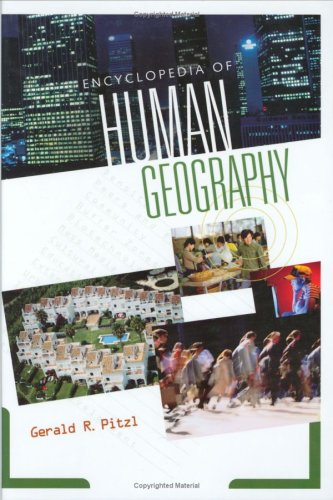 Copyrighted Material
ENCYCLOPEDIA OF
HUMAN
GEOGRAPHY
Gerald R. Pitzl
Copyrighted Material